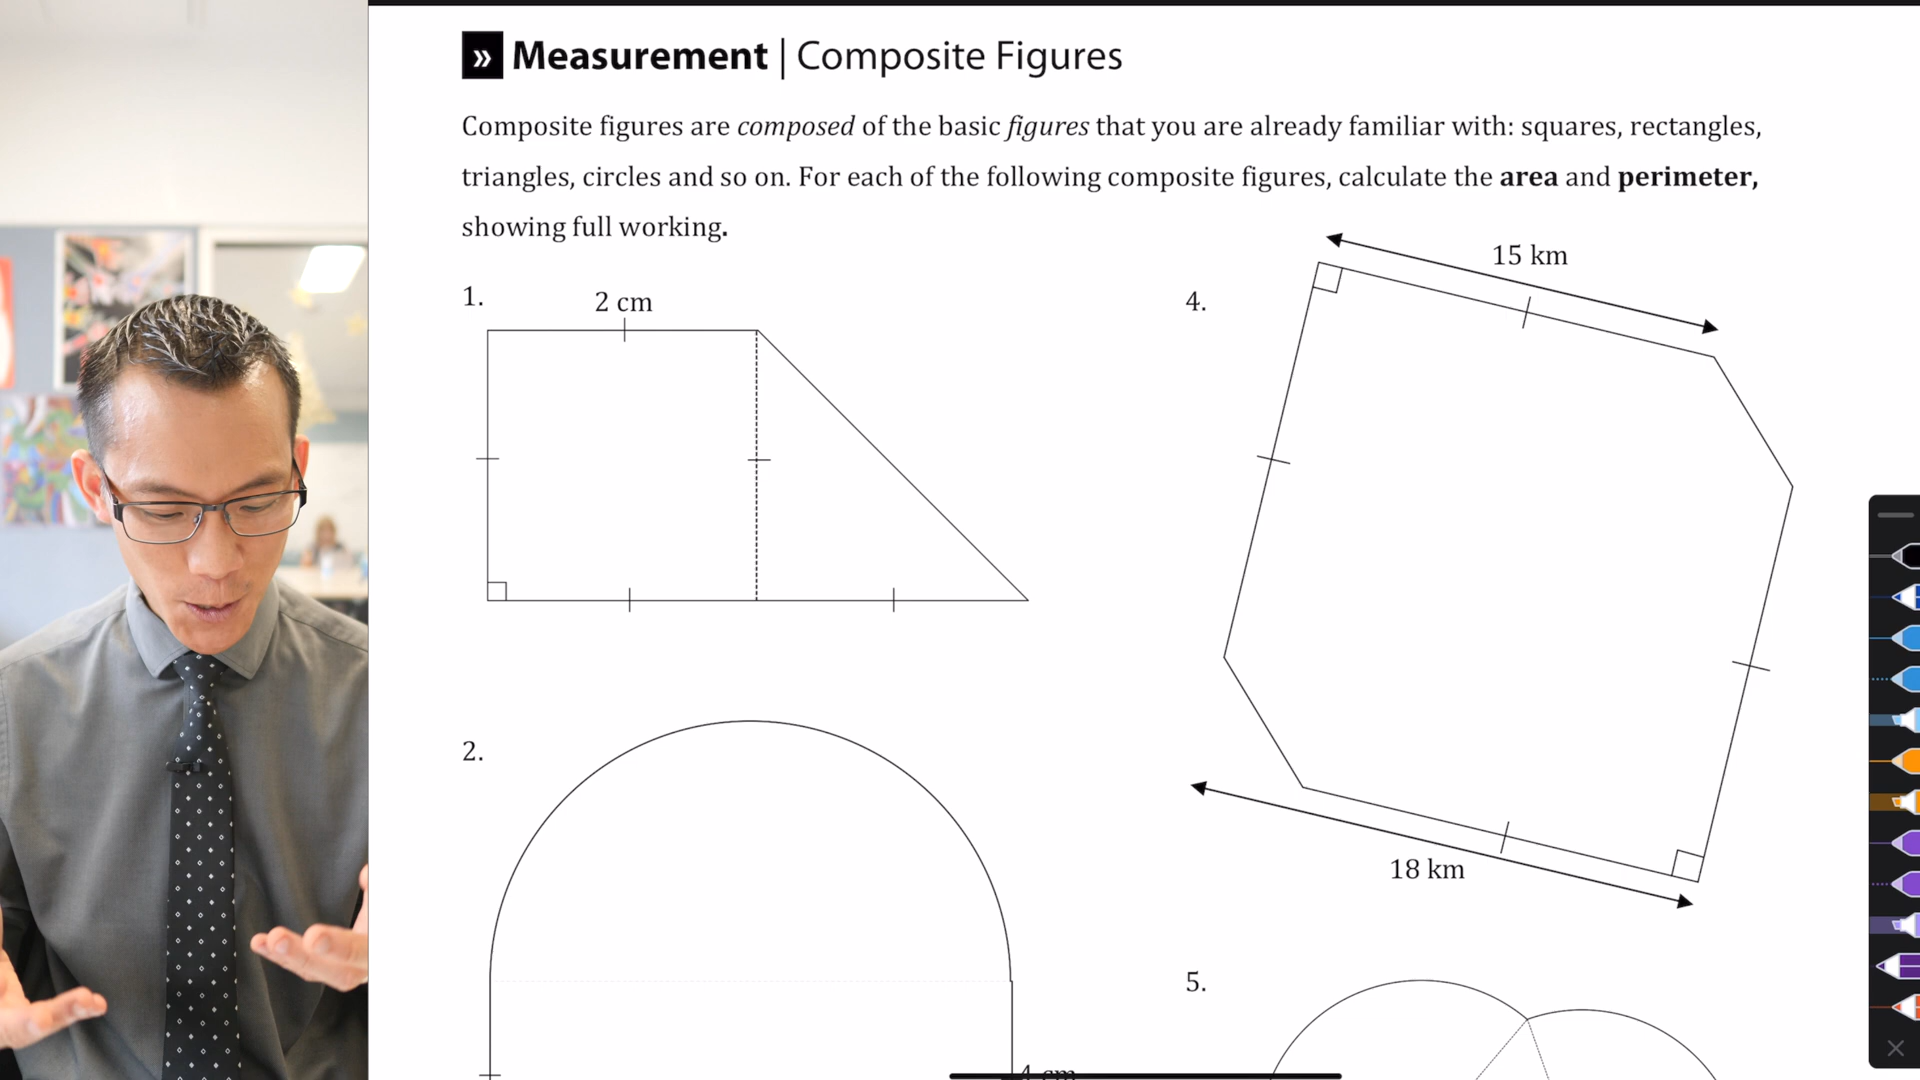 » Measurement | Composite Figures
Composite figures are composed of the basic figures that you are already familiar with: squares, rectangles,
triangles, circles and so on. For each of the following composite figures, calculate the area and perimeter,
showing full working.
1.
2 cm
2.
4 cm
4.
15 km
18 km
5.